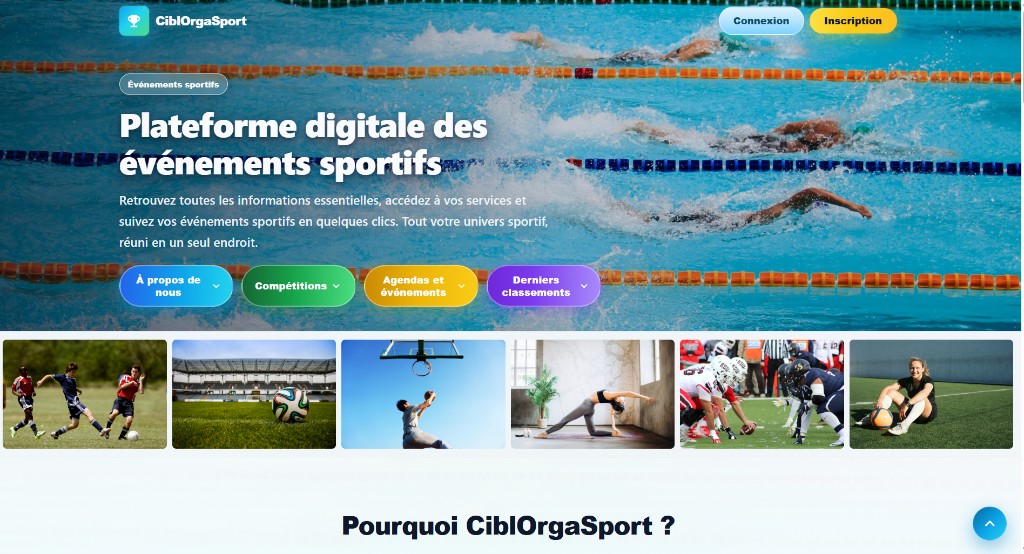 CiblOrgaSport
Connexion
Inscription
Événements sportifs
Plateforme digitale des
événements sportifs
Retrouvez toutes les informations essentielles, accédez à vos services et
suivez vos événements sportifs en quelques clics. Tout votre univers sportif,
réuni en un seul endroit.
À propos de
nous
Compétitions
Agendas et
événements
Derniers
classements
Pourquoi CiblOrgaSport ?